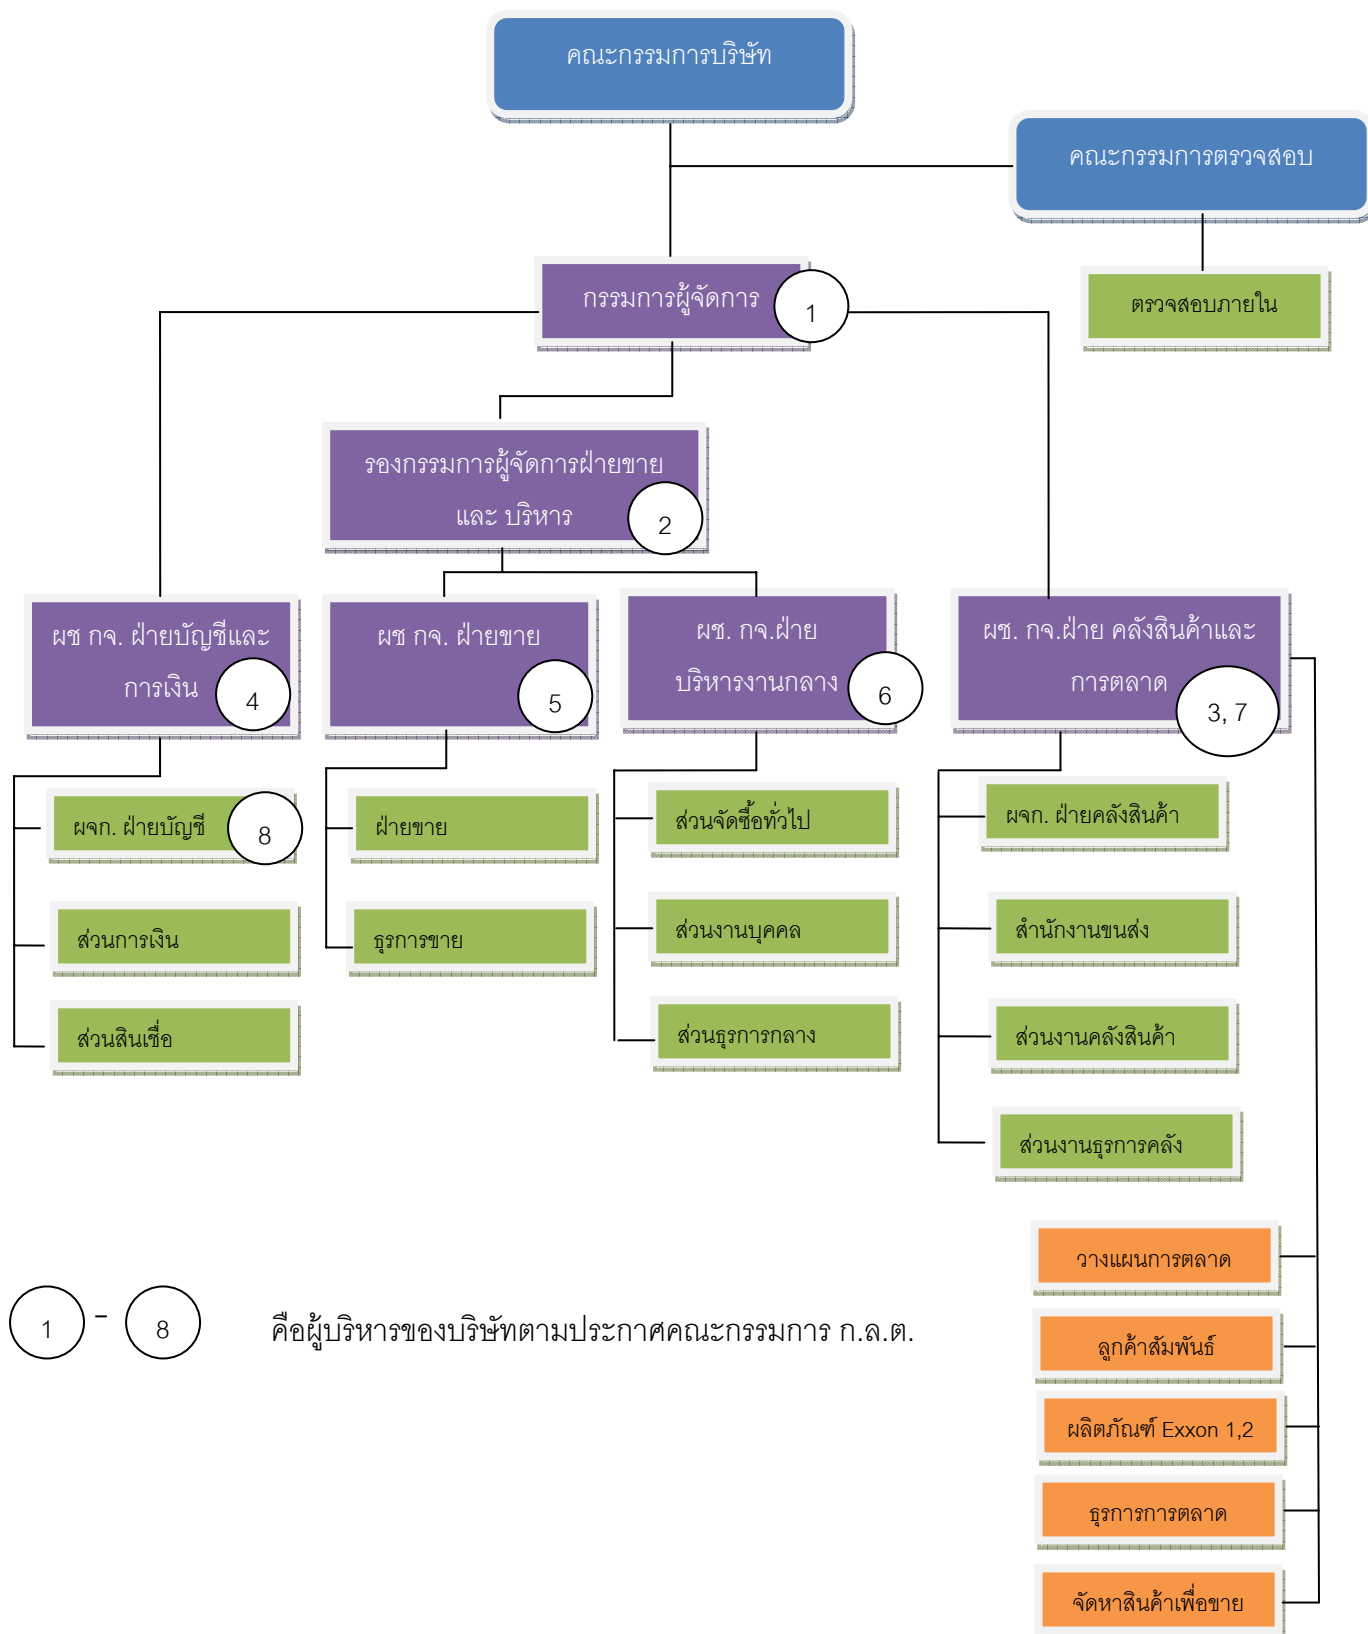 คณะกรรมการบริษัท
คณะกรรมการตรวจสอบ
กรรมการผู้จัดการ
1
ตรวจสอบภายใน
รองกรรมการผู้จัดการฝ่ายขาย
และ บริหาร
2
ผช กจ. ฝ่ายบัญชีและ
การเงิน
4
ผช กจ. ฝ่ายขาย
5
ผช. กจ.ฝ่าย
บริหารงานกลาง
6
ผช. กจ.ฝ่าย คลังสินค้าและ
การตลาด
3, 7
ผจก. ฝ่ายบัญชี
8
ส่วนการเงิน
ส่วนสินเชื่อ
ฝ่ายขาย
ธุรการขาย
ส่วนจัดซื้อทั่วไป
ส่วนงานบุคคล
ส่วนธุรการกลาง
ผจก. ฝ่ายคลังสินค้า
สำนักงานขนส่ง
ส่วนงานคลังสินค้า
ส่วนงานธุรการคลัง
วางแผนการตลาด
ลูกค้าสัมพันธ์
ผลิตภัณฑ์ Exxon 1,2
ธุรการการตลาด
จัดหาสินค้าเพื่อขาย
1 - 8 คือผู้บริหารของบริษัทตามประกาศคณะกรรมการ ก.ล.ต.